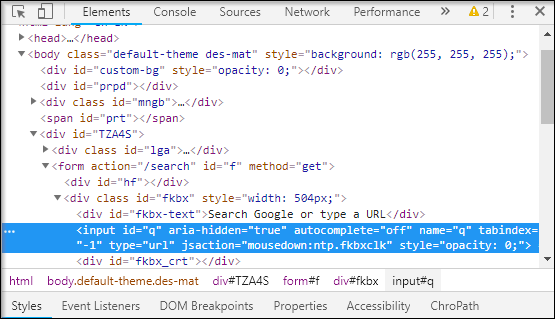 Elements Console Sources Network Performance » 2
<head>…</head>
<body class="default-theme des-mat" style="background: rgb(255, 255, 255);">
<div id="custom-bg" style="opacity: 0;"></div>
<div id="prpd"></div>
<div class id="mngb">…</div>
<span id="prt"></span>
<div id="TZA4S">
<div class id="lga">…</div>
<form action="/search" id="f" method="get">
<div id="hf"></div>
<div class id="fkbx" style="width: 504px;">
<div id="fkbx-text">Search Google or type a URL</div>
… <input id="q" aria-hidden="true" autocomplete="off" name="q" tabindex=
"-1" type="url" jsaction="mousedown:ntp.fkbxclk" style="opacity: 0;">
<div id="fkbx_crt"></div>
html body.default-theme.des-mat div#TZA4S form#f div#fkbx input#q
Styles Event Listeners DOM Breakpoints Properties Accessibility ChroPath